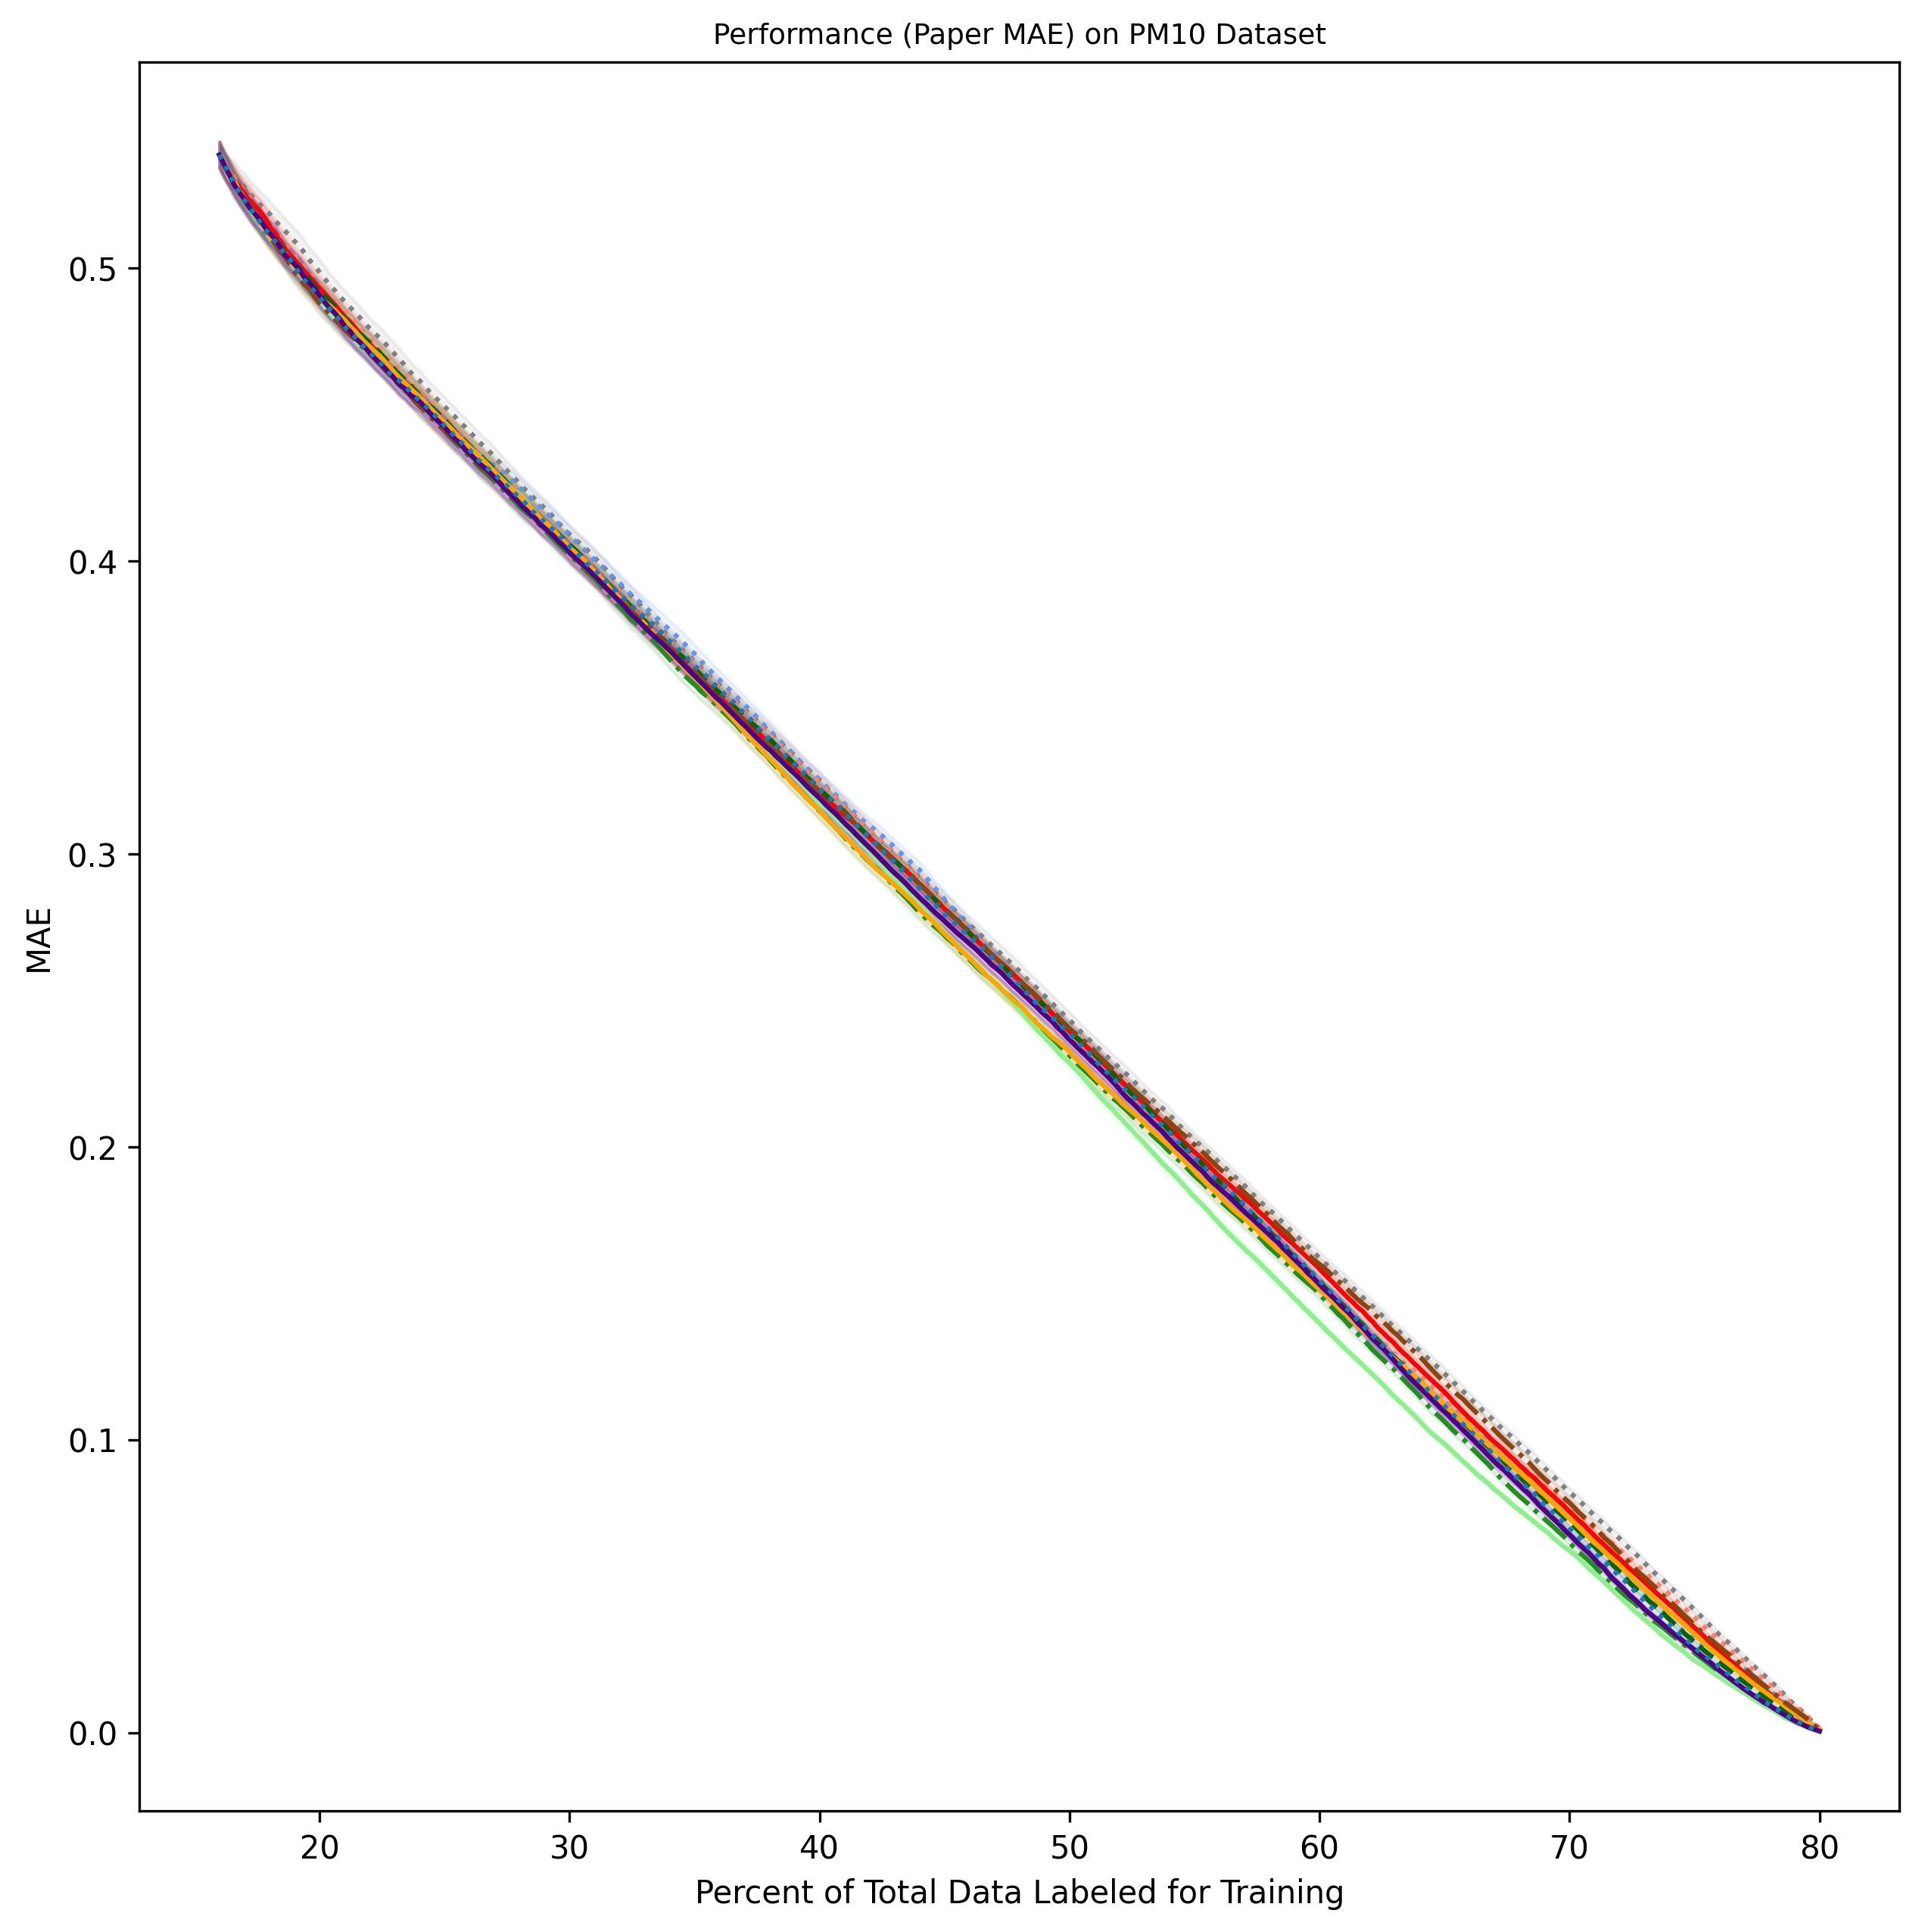 Performance (Paper MAE) on PM10 Dataset
MAE
0.5
0.4
0.3
0.2
0.1
0.0
20 30 40 50 60 70 80
Percent of Total Data Labeled for Training